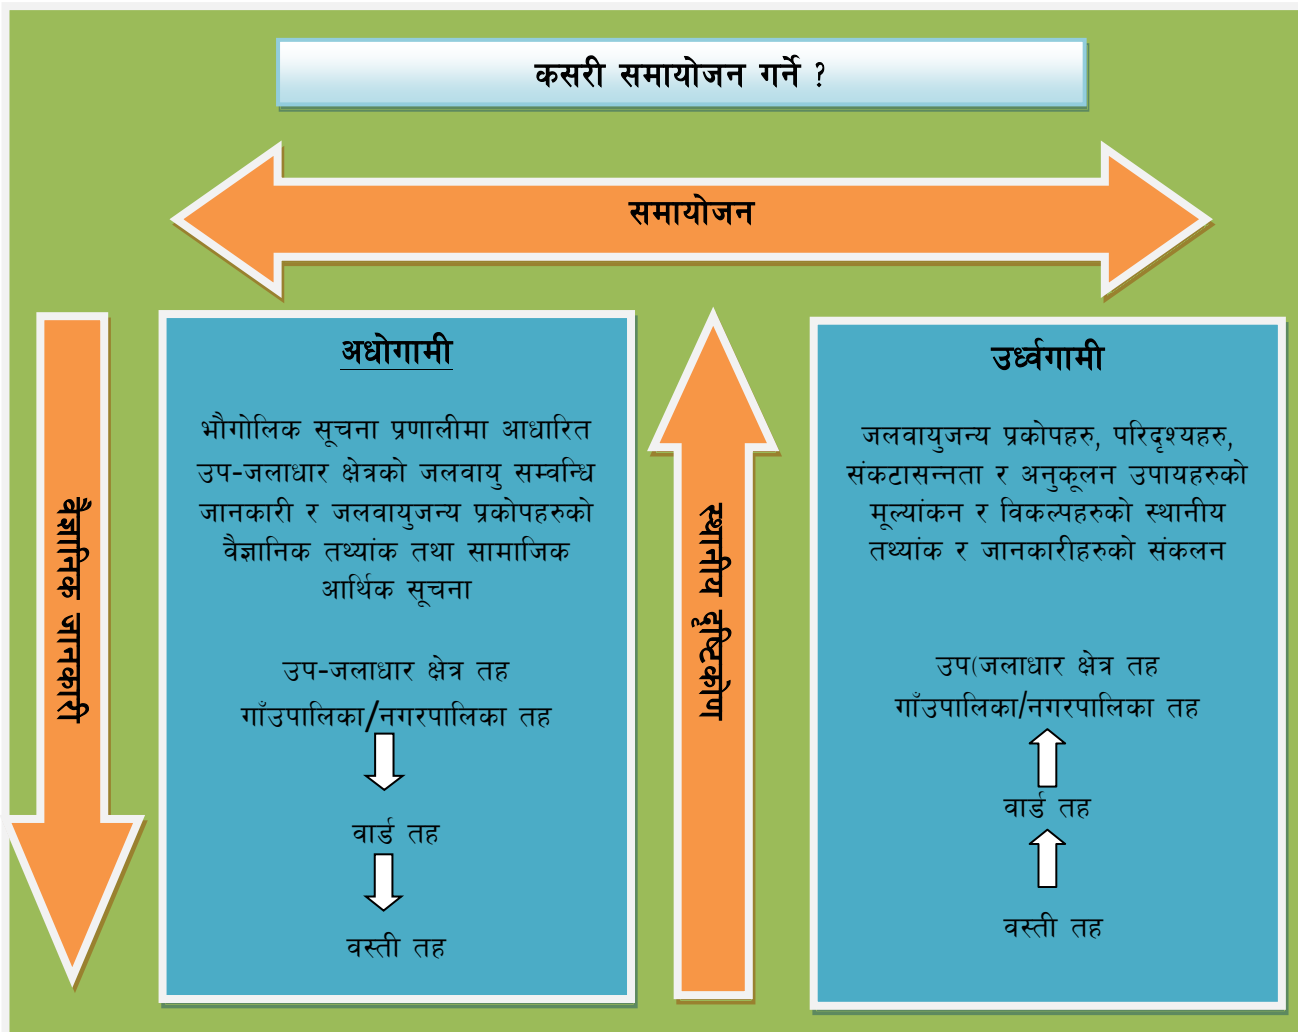 कसरी समायोजन गर्ने ?
समायोजन
वैज्ञानिक जानकारी
अधोगामी
भौगोलिक सूचना प्रणालीमा आधारित
उप-जलाधार क्षेत्रको जलवायु सम्वन्धि
जानकारी र जलवायुजन्य प्रकोपहरुको
वैज्ञानिक तथ्यांक तथा सामाजिक
आर्थिक सूचना
उप-जलाधार क्षेत्र तह
गाँउपालिका/नगरपालिका तह
वार्ड तह
वस्ती तह
स्थानीय दृष्टिकोण
उर्ध्वगामी
जलवायुजन्य प्रकोपहरु, परिदृश्यहरु,
संकटासन्नता र अनुकूलन उपायहरुको
मूल्यांकन र विकल्पहरुको स्थानीय
तथ्यांक र जानकारीहरुको संकलन
उप(जलाधार क्षेत्र तह
गाँउपालिका/नगरपालिका तह
वार्ड तह
वस्ती तह